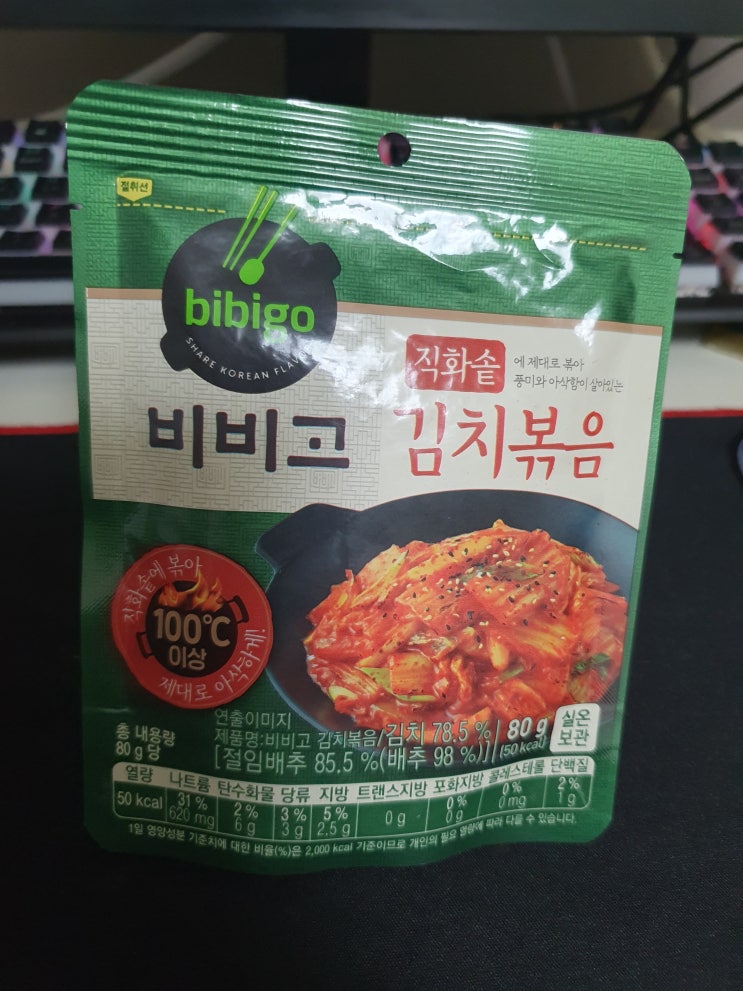 절취선
bibigo
SHARE KOREAN FLAVOR
직화솥 에 제대로 볶아
풍미와 아삭함이 살아있는
비비고 김치볶음
직화솥에 볶아
100℃
이상
제대로 아삭하게!
연출이미지
제품명:비비고 김치볶음/김치 78.5 %
[절임배추 85.5 %(배추 98 %)]
80 g
(50 kcal)
실온
보관
총 내용량
80 g 당
열량 나트륨 탄수화물 당류 지방 트랜스지방 포화지방 콜레스테롤 단백질
50 kcal 31 % 2 % 3 % 5 % 0 % 0 % 2 %
620 mg 6 g 3 g 2.5 g 0 g 0 g 0 mg 1 g
1일 영양성분 기준치에 대한 비율(%)은 2,000 kcal 기준이므로 개인의 필요 열량에 따라 다를 수 있습니다.